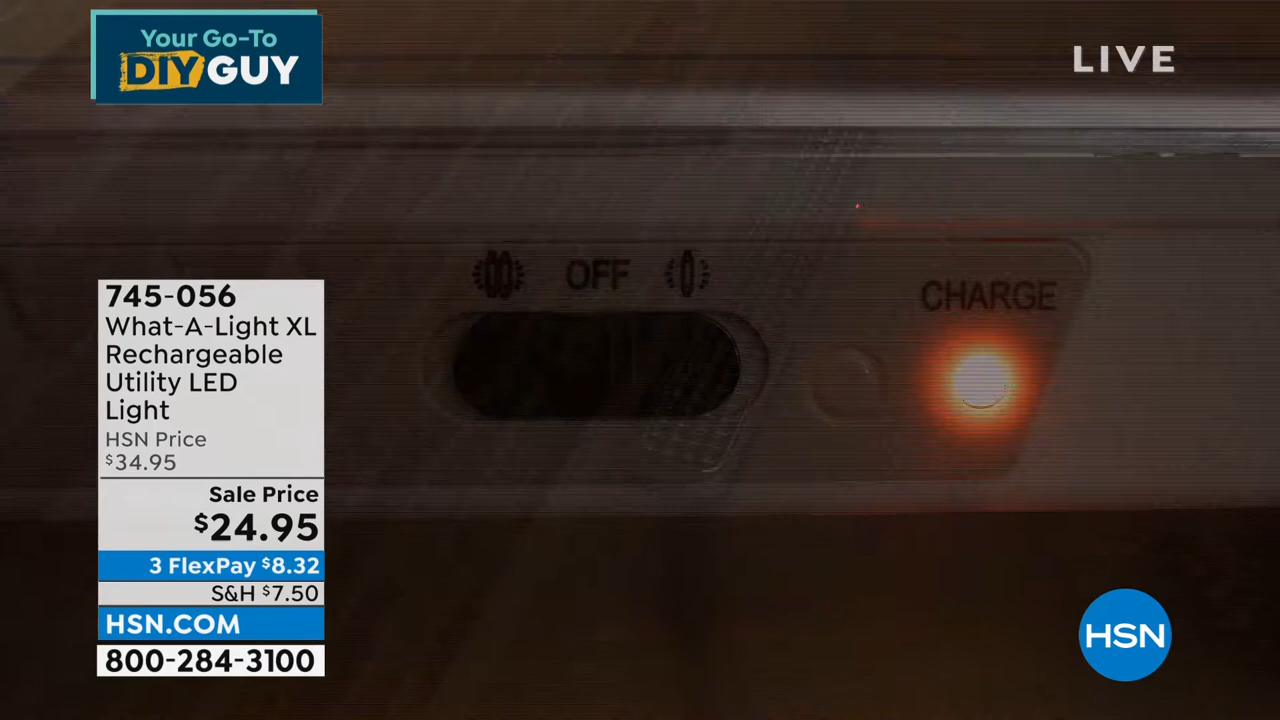 Your Go-To
DIY GUY
LIVE
OFF
CHARGE
745-056
What-A-Light XL
Rechargeable
Utility LED
Light
HSN Price
$34.95
Sale Price
$24.95
3 FlexPay $8.32
S&H $7.50
HSN.COM
800-284-3100
HSN